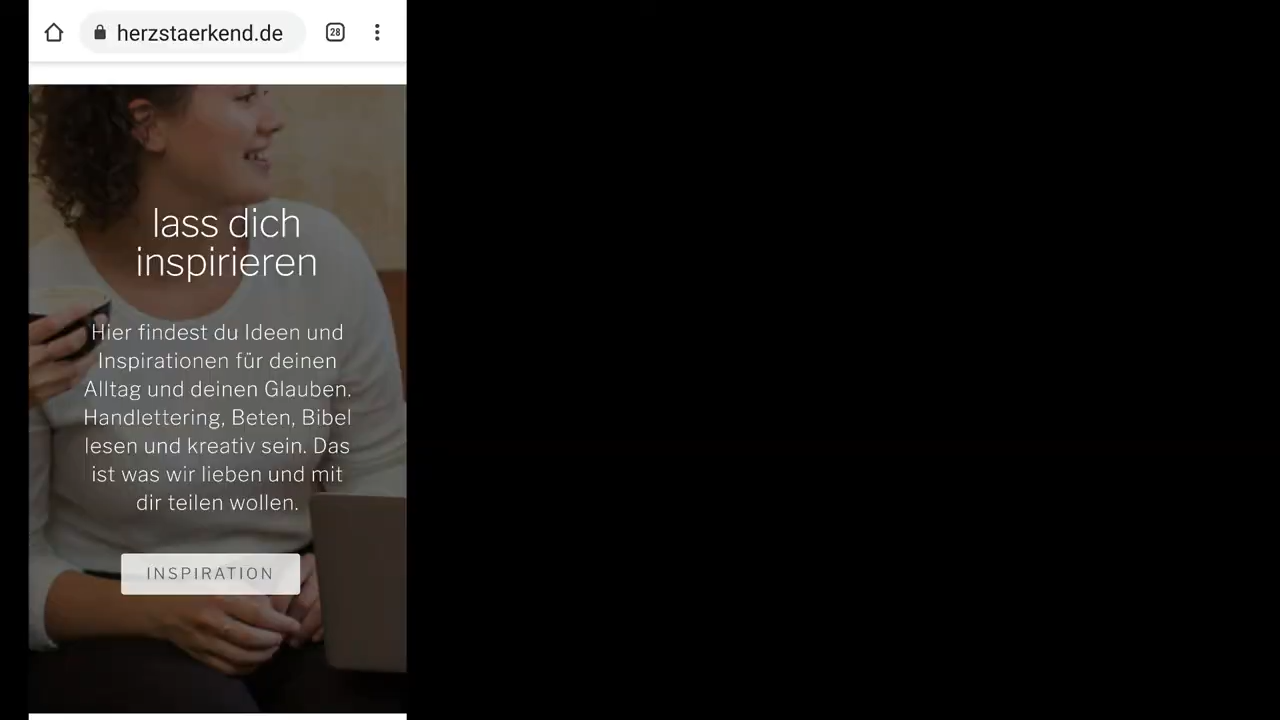 herzstaerkend.de
28
lass dich
inspirieren
Hier findest du Ideen und
Inspirationen für deinen
Alltag und deinen Glauben.
Handlettering, Beten, Bibel
lesen und kreativ sein. Das
ist was wir lieben und mit
dir teilen wollen.
INSPIRATION